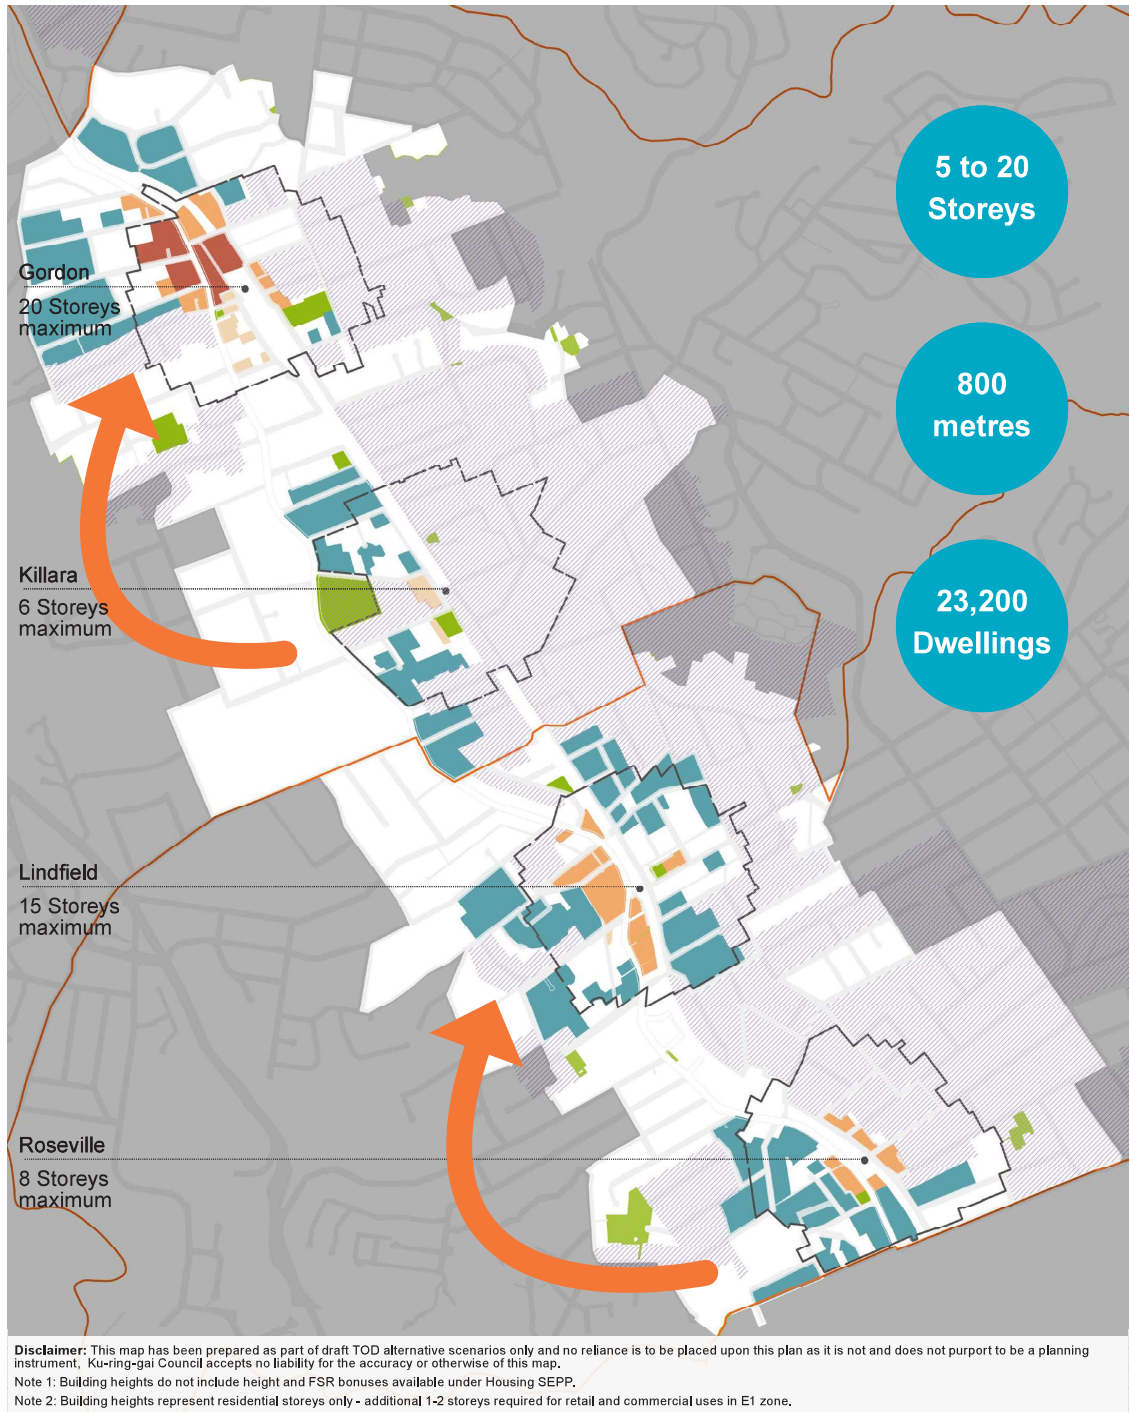 5 to 20
Storeys
Gordon
20 Storeys
maximum
800
metres
Killara
6 Storeys
maximum
23,200
Dwellings
Lindfield
15 Storeys
maximum
Roseville
8 Storeys
maximum
Disclaimer: This map has been prepared as part of draft TOD alternative scenarios only and no reliance is to be placed upon this plan as it is not and does not purport to be a planning
instrument, Ku-ring-gai Council accepts no liability for the accuracy or otherwise of this map.
Note 1: Building heights do not include height and FSR bonuses available under Housing SEPP.
Note 2: Building heights represent residential storeys only - additional 1-2 storeys required for retail and commercial uses in E1 zone.